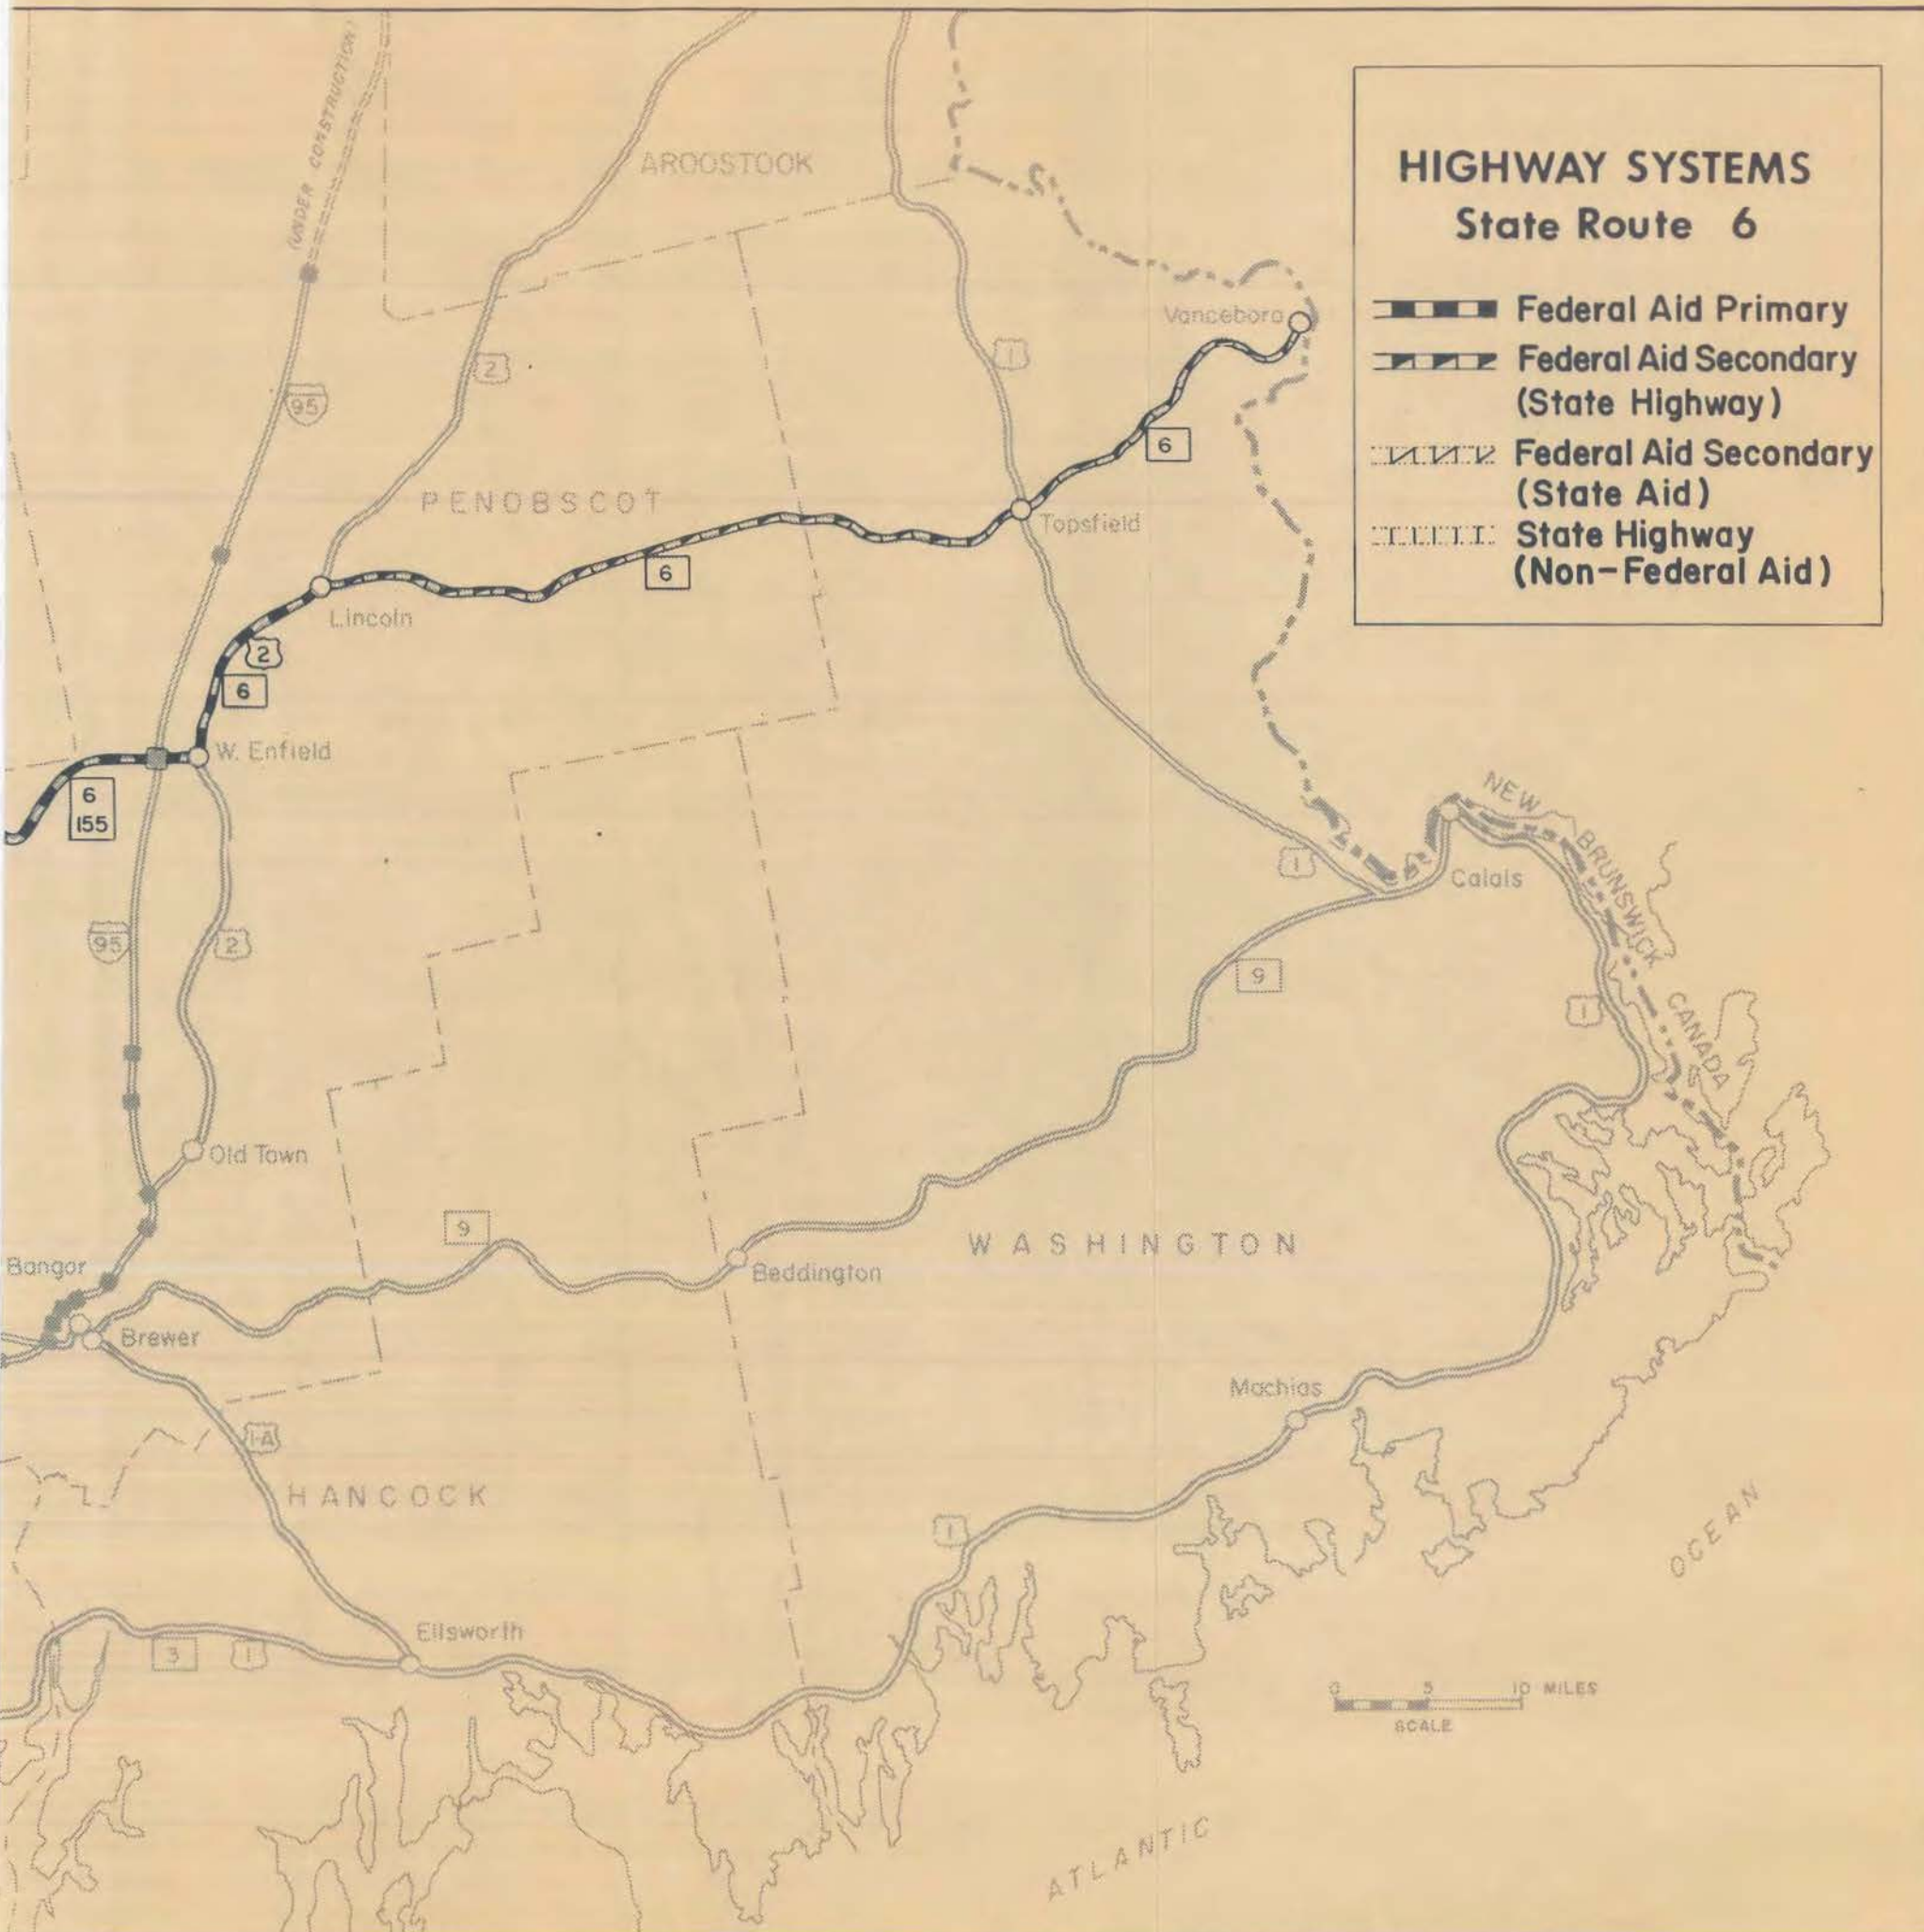 HIGHWAY SYSTEMS
State Route 6
Federal Aid Primary
Federal Aid Secondary
(State Highway)
Federal Aid Secondary
(State Aid)
State Highway
(Non-Federal Aid)
(UNDER CONSTRUCTION)
AROOSTOOK
Vanceboro
2
1
95
6
PENOBSCOT
Topsfield
6
Lincoln
2
6
W. Enfield
6
155
NEW
BRUNSWICK
CANADA
1
Calais
95
2
9
1
Old Town
9
WASHINGTON
Bangor
Beddington
Brewer
Machias
1-A
HANCOCK
1
OCEAN
Ellsworth
3
1
0 5 10 MILES
SCALE
ATLANTIC